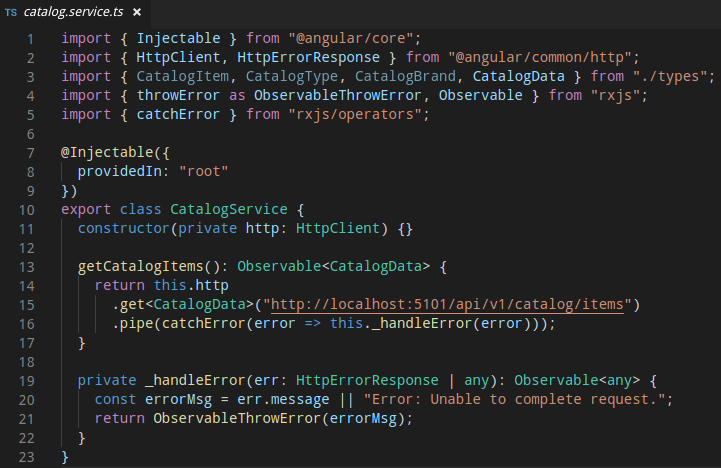 TS catalog.service.ts ×
1 import { Injectable } from "@angular/core";
2 import { HttpClient, HttpErrorResponse } from "@angular/common/http";
3 import { CatalogItem, CatalogType, CatalogBrand, CatalogData } from "./types";
4 import { throwError as ObservableThrowError, Observable } from "rxjs";
5 import { catchError } from "rxjs/operators";
6
7 @Injectable({
8   providedIn: "root"
9 })
10 export class CatalogService {
11   constructor(private http: HttpClient) {}
12
13   getCatalogItems(): Observable<CatalogData> {
14     return this.http
15       .get<CatalogData>("http://localhost:5101/api/v1/catalog/items")
16       .pipe(catchError(error => this._handleError(error)));
17   }
18
19   private _handleError(err: HttpErrorResponse | any): Observable<any> {
20     const errorMsg = err.message || "Error: Unable to complete request.";
21     return ObservableThrowError(errorMsg);
22   }
23 }